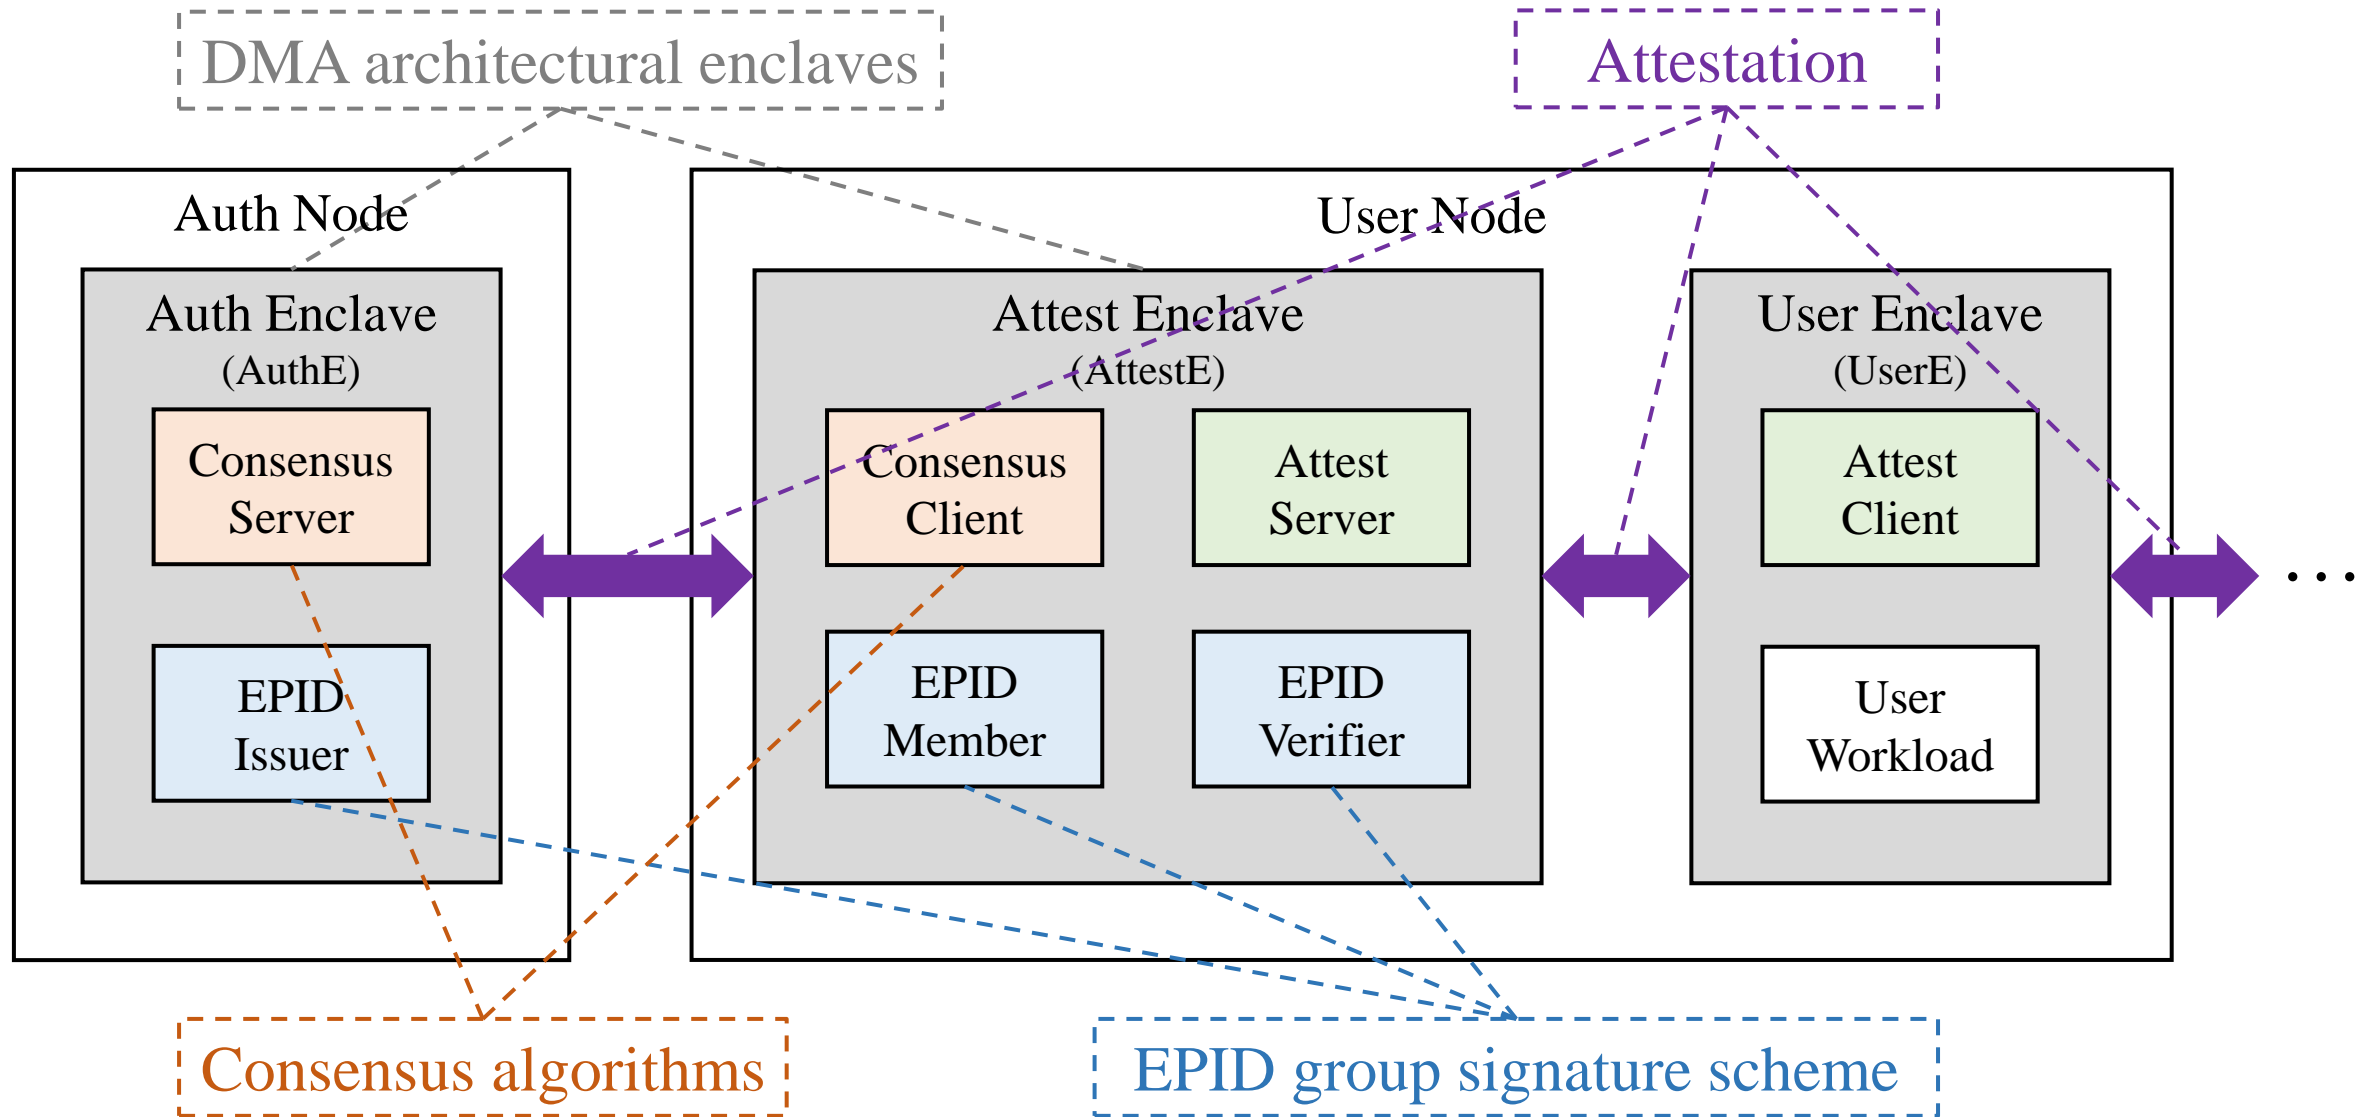 DMA architectural enclaves
Attestation
Auth Node
User Node
Auth Enclave
(AuthE)
Attest Enclave
(AttestE)
User Enclave
(UserE)
Consensus
Server
Consensus
Client
Attest
Server
Attest
Client
EPID
Issuer
EPID
Member
EPID
Verifier
User
Workload
...
Consensus algorithms
EPID group signature scheme